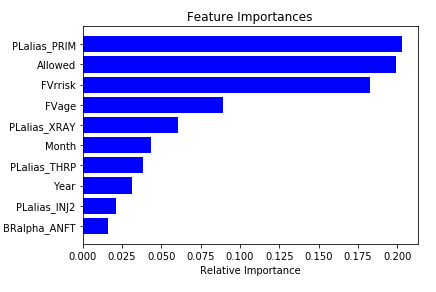 Feature Importances
PLalias_PRIM
Allowed
FVrrisk
FVage
PLalias_XRAY
Month
PLalias_THRP
Year
PLalias_INJ2
BRalpha_ANFT
0.000 0.025 0.050 0.075 0.100 0.125 0.150 0.175 0.200
Relative Importance